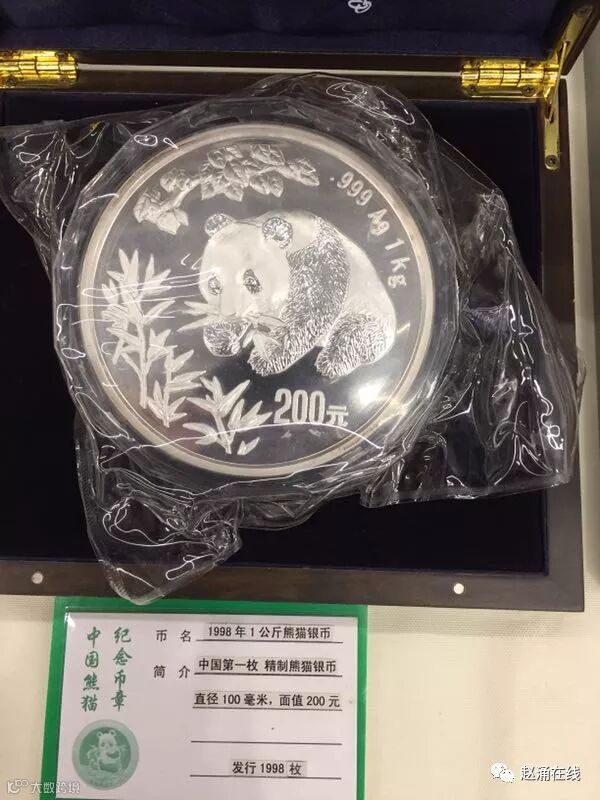 .999 Ag 1kg
200元
中国熊猫
纪念币章
币 名 1998年1公斤熊猫银币
简 介 中国第一枚 精制熊猫银币
直径100毫米，面值200元
发行1998枚
大数跨境
赵涌在线